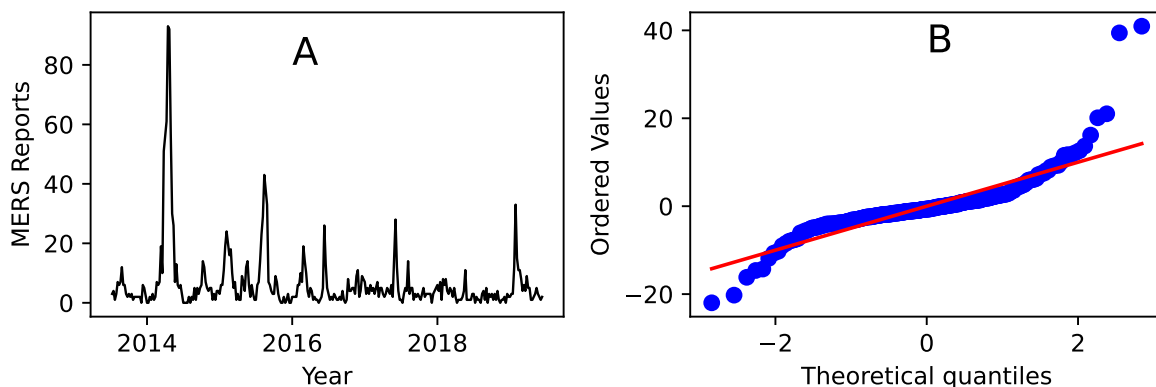 A
MERS Reports
80
60
40
20
0
2014
2016
2018
Year
B
Ordered Values
40
20
0
−20
−2
0
2
Theoretical quantiles